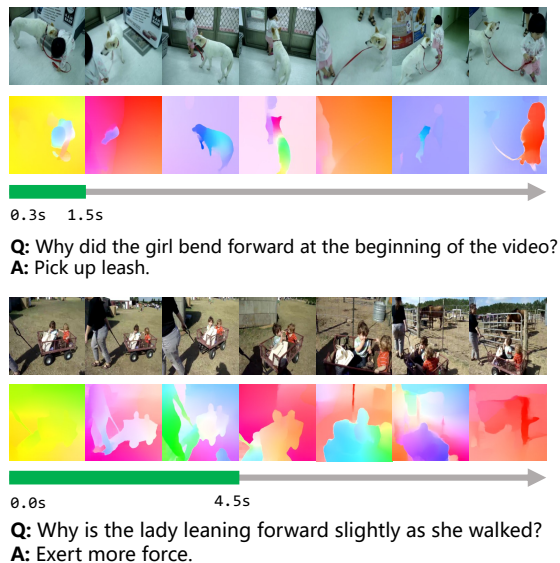 0.3s 1.5s
Q: Why did the girl bend forward at the beginning of the video?
A: Pick up leash.
0.0s 4.5s
Q: Why is the lady leaning forward slightly as she walked?
A: Exert more force.